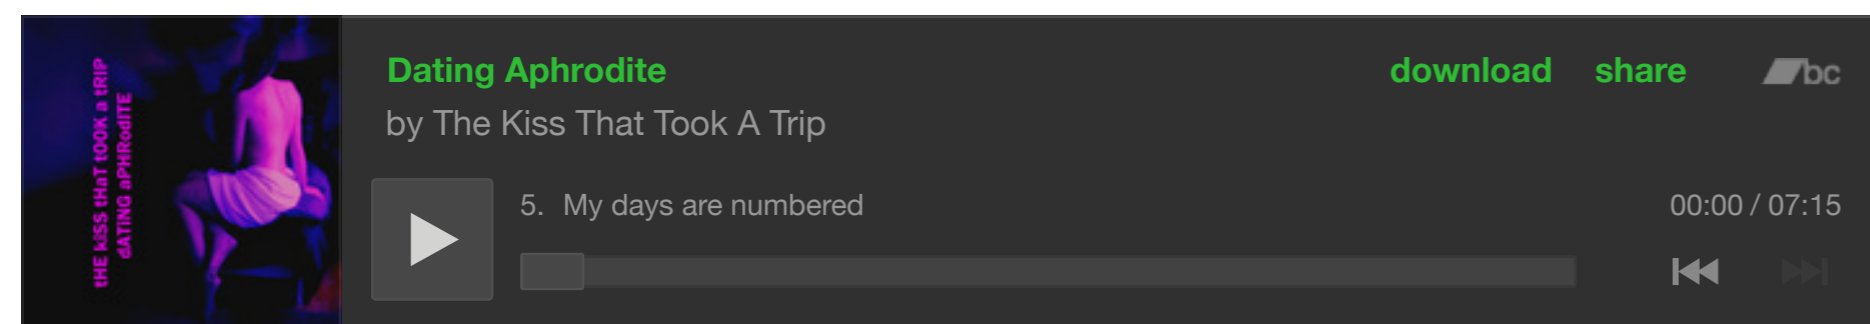 tHE kiSS tHaT tOOK a tRIP
dATiNG aPHRodITE
Dating Aphrodite
by The Kiss That Took A Trip
download share bc
5. My days are numbered
00:00 / 07:15